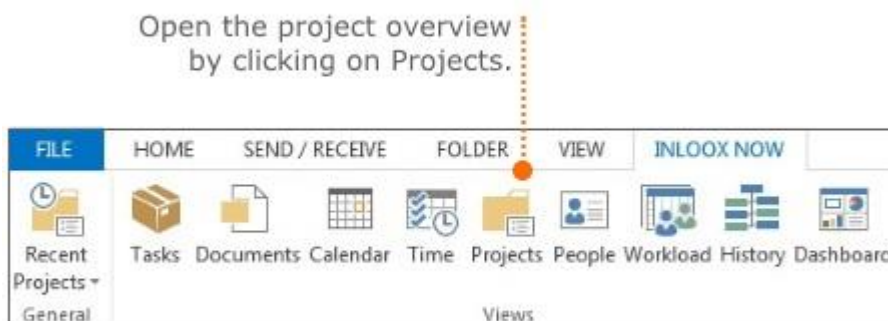 Open the project overview
by clicking on Projects.
FILE HOME SEND / RECEIVE FOLDER VIEW INLOOX NOW
Recent Projects Tasks Documents Calendar Time Projects People Workload History Dashboard
General Views